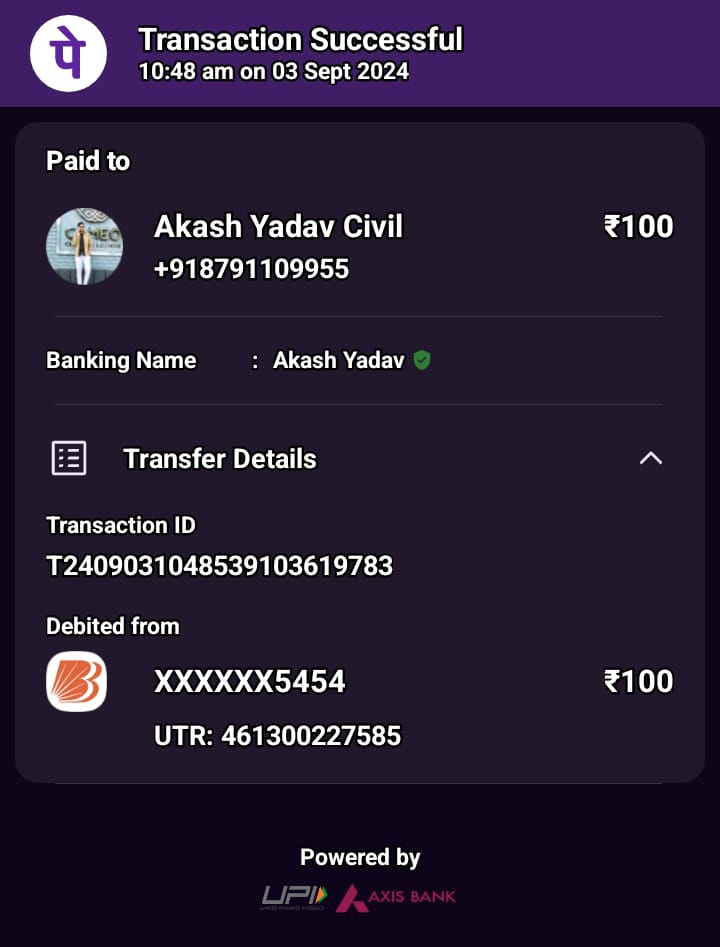 पे
Transaction Successful
10:48 am on 03 Sept 2024
Paid to
Akash Yadav Civil
₹100
+918791109955
Banking Name : Akash Yadav
Transfer Details
Transaction ID
T2409031048539103619783
Debited from
XXXXXX5454
₹100
UTR: 461300227585
Powered by
UPI
AXIS BANK